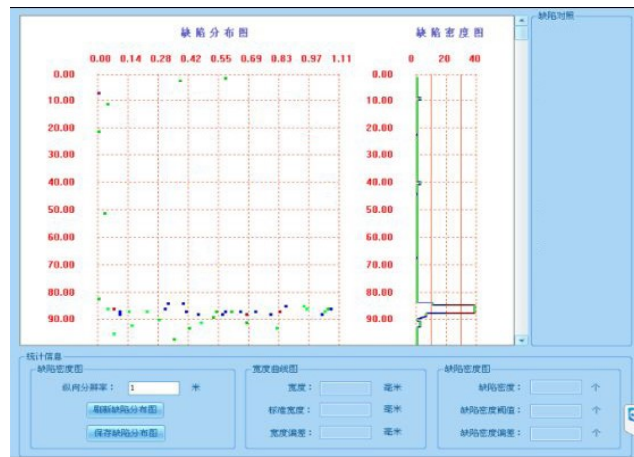 缺陷分布图 缺陷密度图 缺陷对照
0.00 0.14 0.28 0.42 0.55 0.69 0.83 0.97 1.11 0 20 40
0.00 0.00
10.00 10.00
20.00 20.00
30.00 30.00
40.00 40.00
50.00 50.00
60.00 60.00
70.00 70.00
80.00 80.00
90.00 90.00
统计信息
缺陷密度图 宽度曲线图 缺陷密度图
纵向分辨率： 1 米 宽度： 毫米 缺陷密度： 个
刷新缺陷分布图 标准宽度： 毫米 缺陷密度阈值： 个
保存缺陷分布图 宽度偏差： 毫米 缺陷密度偏差： 个